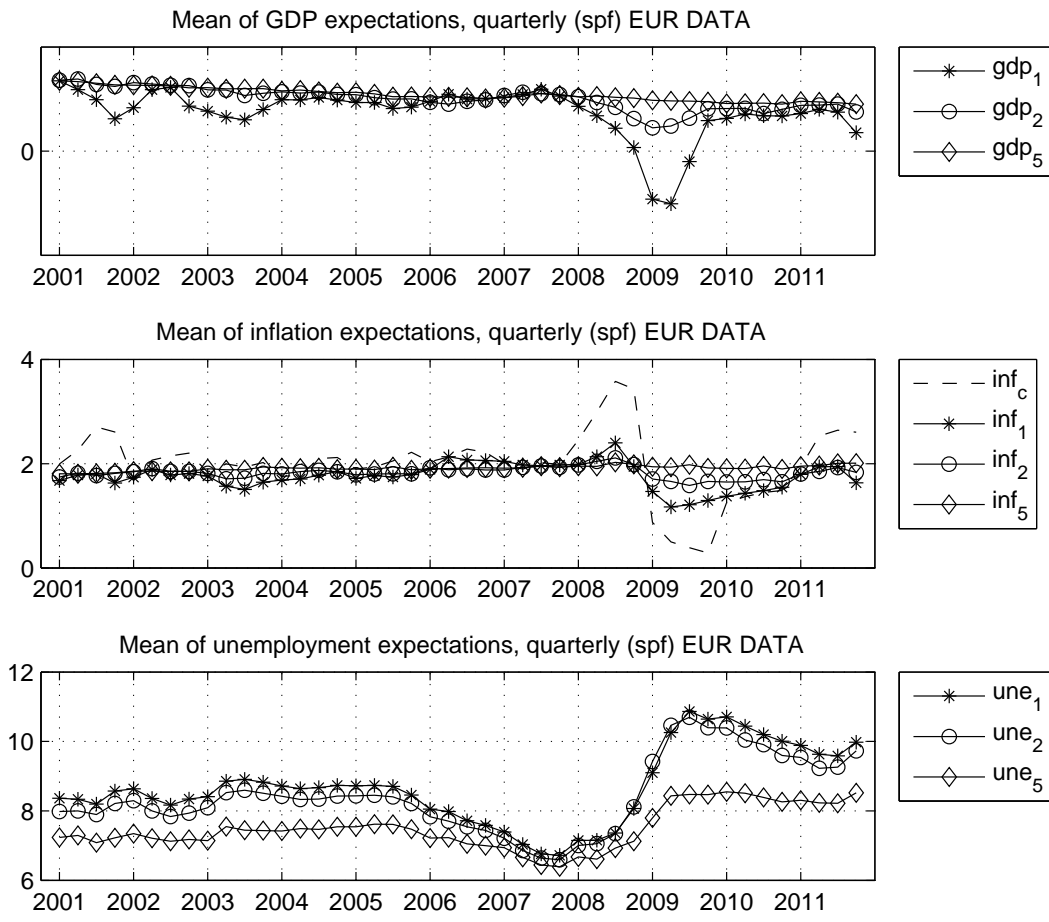 Mean of GDP expectations, quarterly (spf) EUR DATA
gdp1
gdp2
gdp5
0
2001 2002 2003 2004 2005 2006 2007 2008 2009 2010 2011
Mean of inflation expectations, quarterly (spf) EUR DATA
4
2
0
infc
inf1
inf2
inf5
2001 2002 2003 2004 2005 2006 2007 2008 2009 2010 2011
Mean of unemployment expectations, quarterly (spf) EUR DATA
12
10
8
6
une1
une2
une5
2001 2002 2003 2004 2005 2006 2007 2008 2009 2010 2011